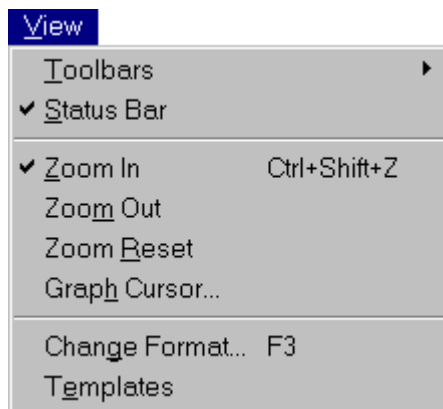 View
Toolbars
Status Bar
Zoom In Ctrl+Shift+Z
Zoom Out
Zoom Reset
Graph Cursor...
Change Format... F3
Templates